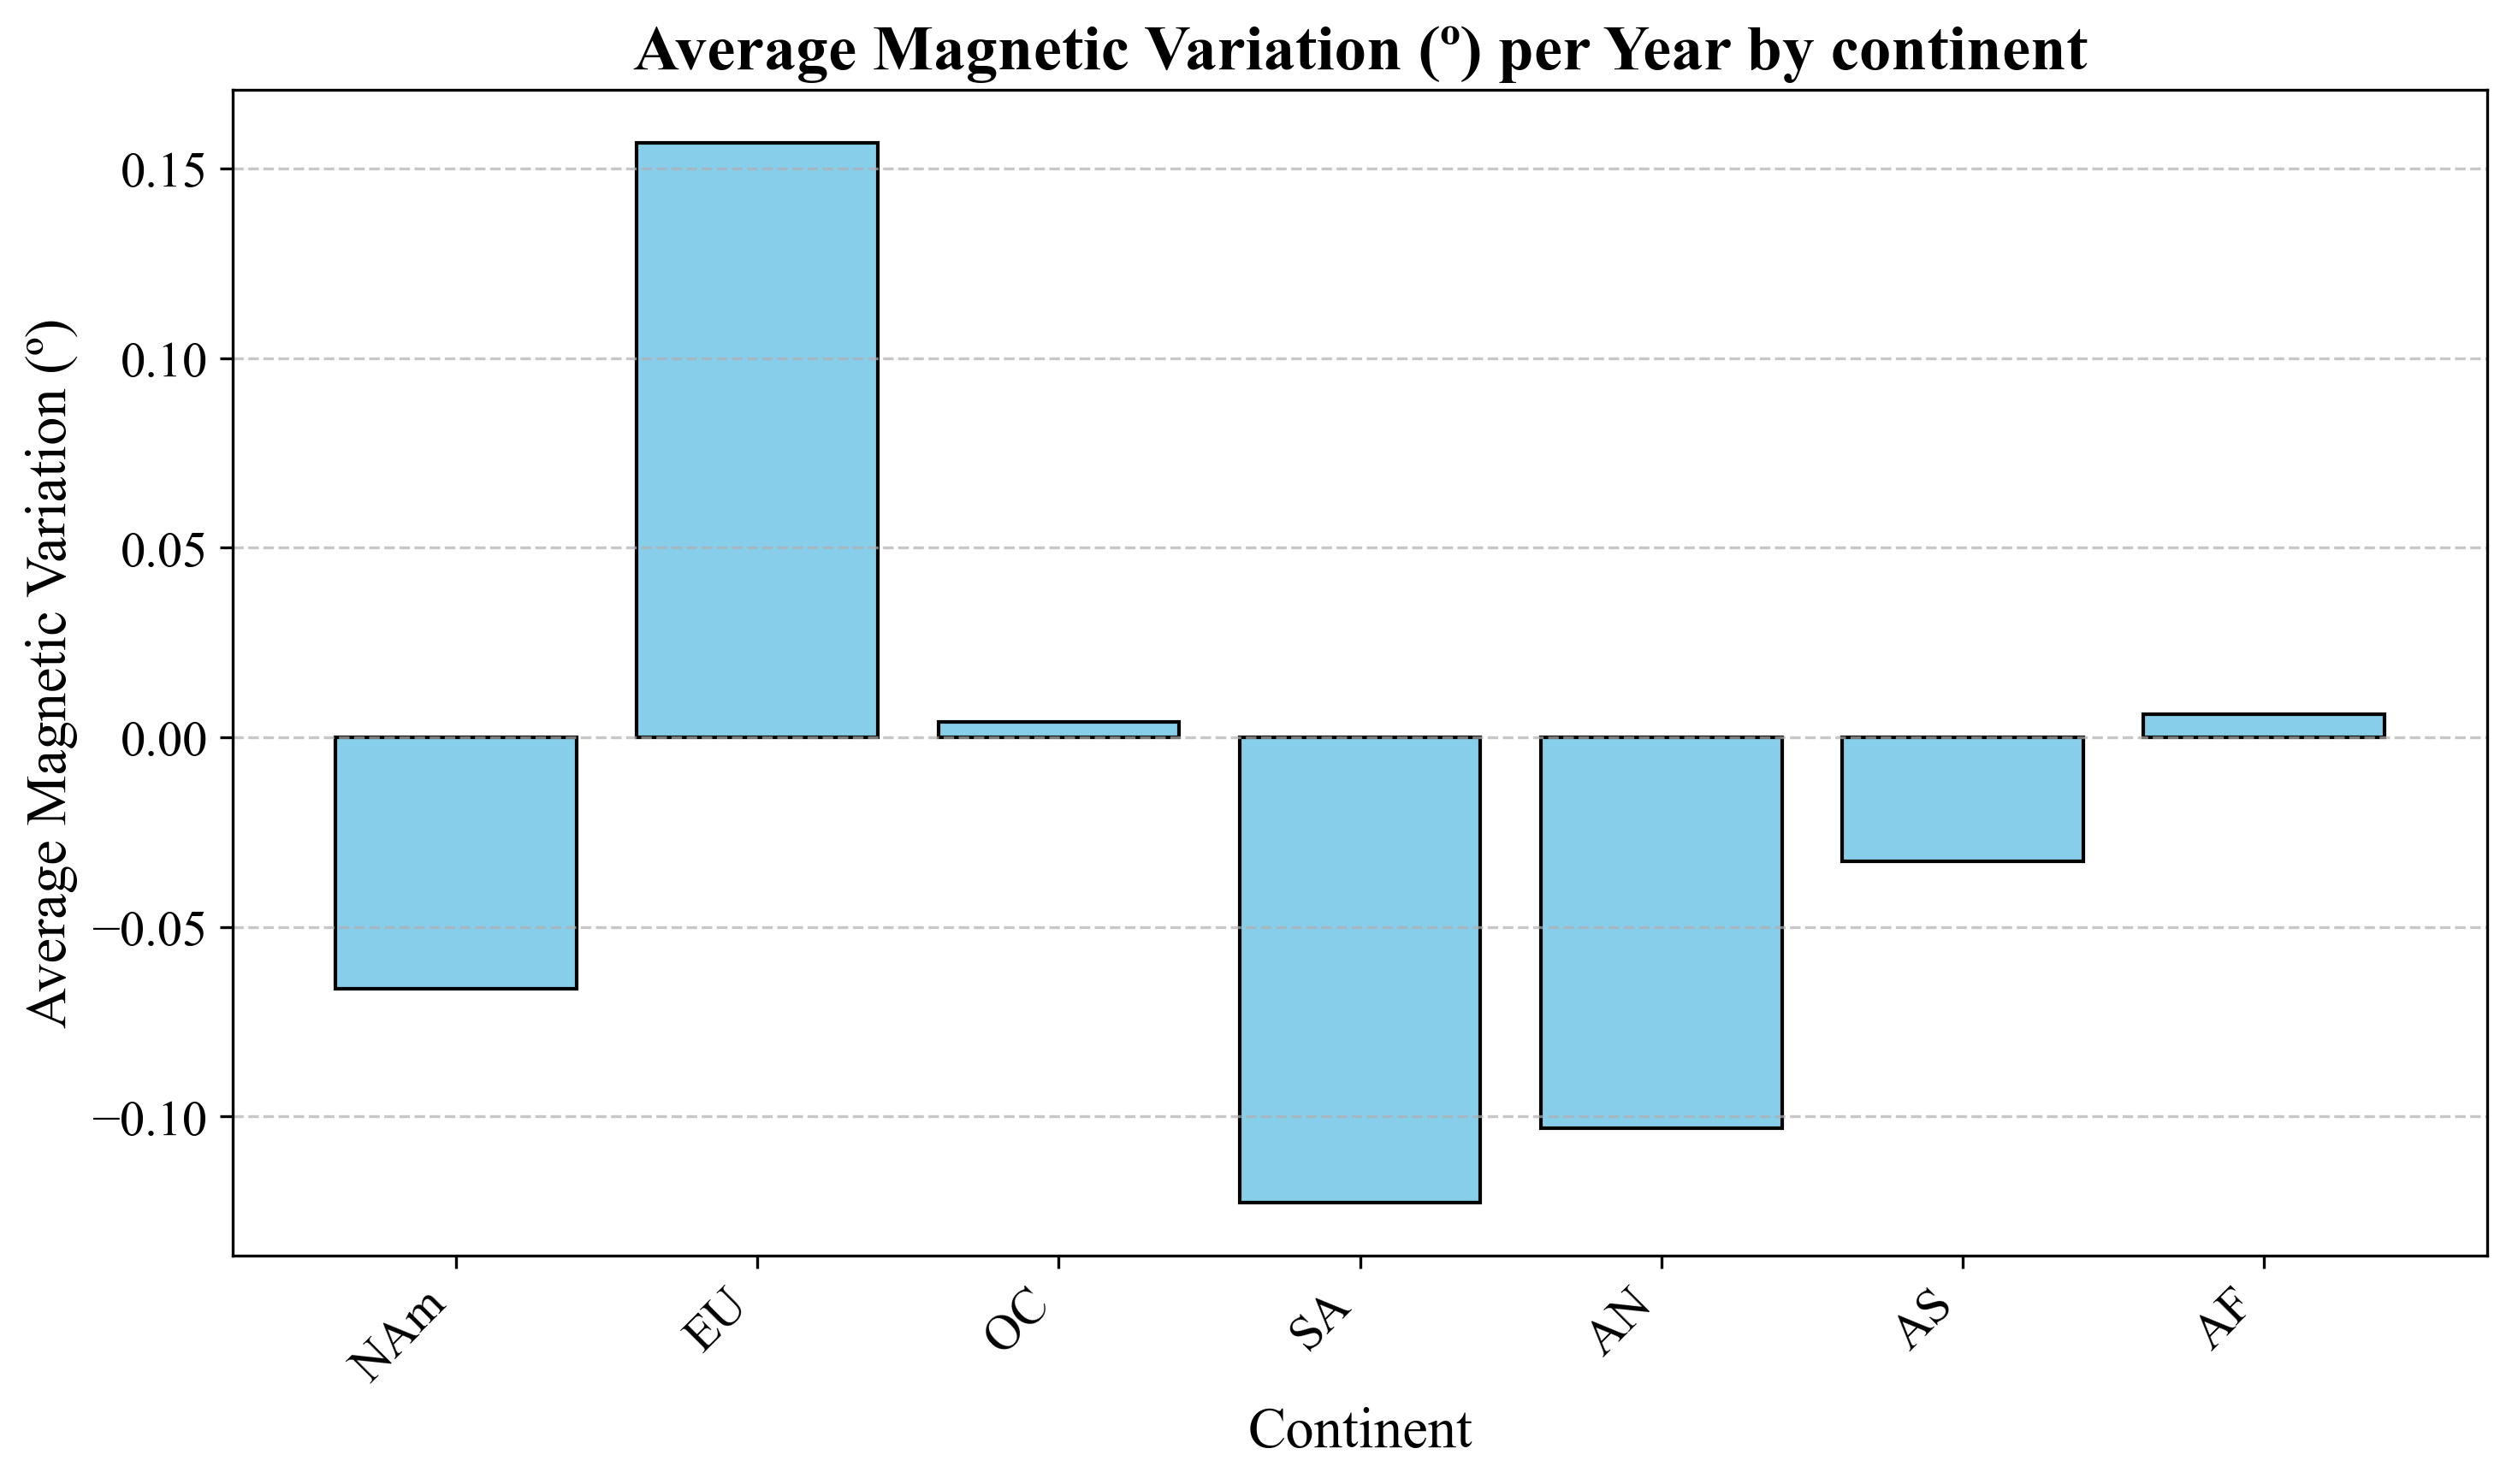 Average Magnetic Variation (º) per Year by continent
Average Magnetic Variation (º)
0.15
0.10
0.05
0.00
−0.05
−0.10
NAm
EU
OC
SA
AN
AS
AF
Continent